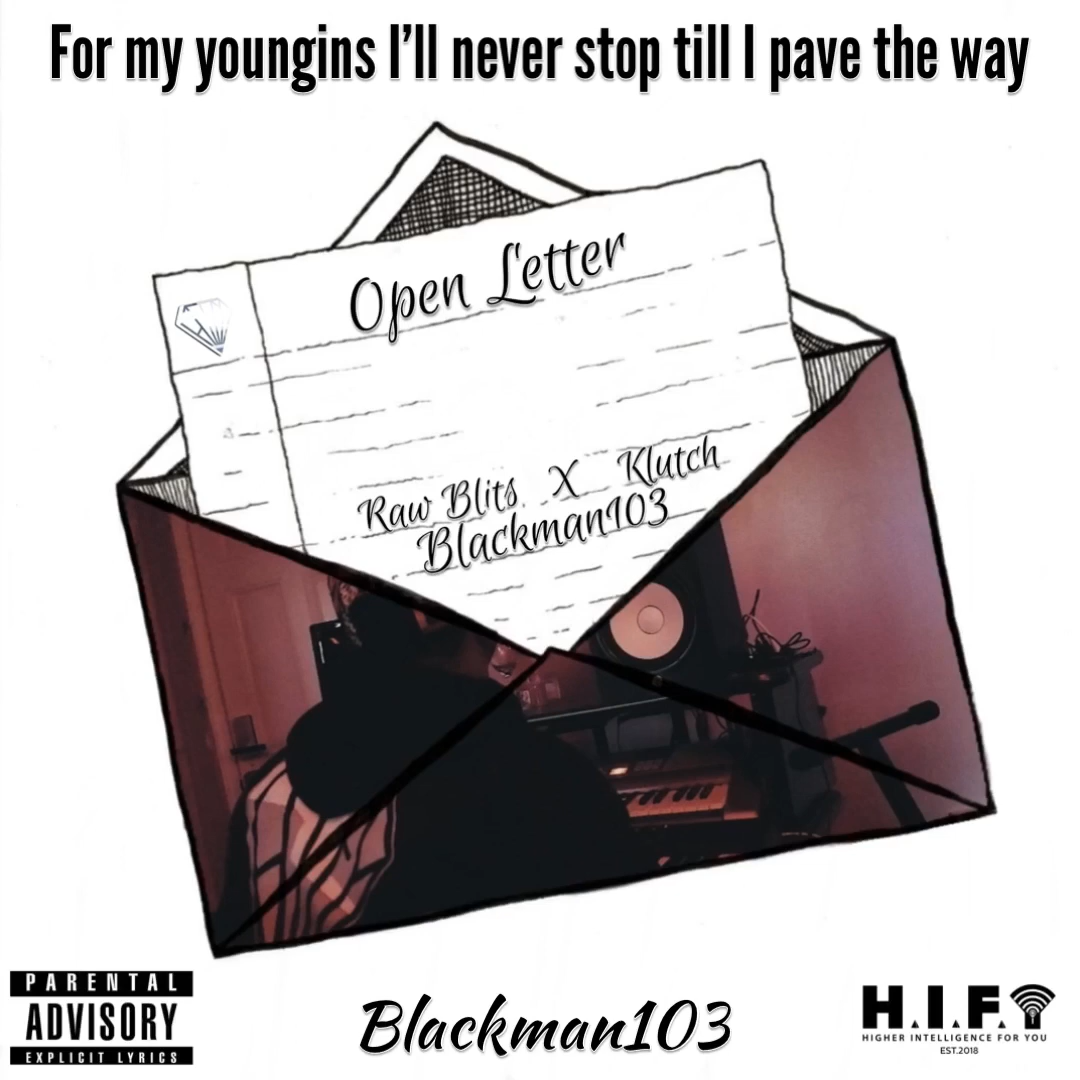 For my youngins I'll never stop till I pave the way
Open Letter
Raw Blits X Klutch
Blackman103
PARENTAL
ADVISORY
EXPLICIT LYRICS
Blackman103
H.I.F.Y
HIGHER INTELLIGENCE FOR YOU
EST.2018